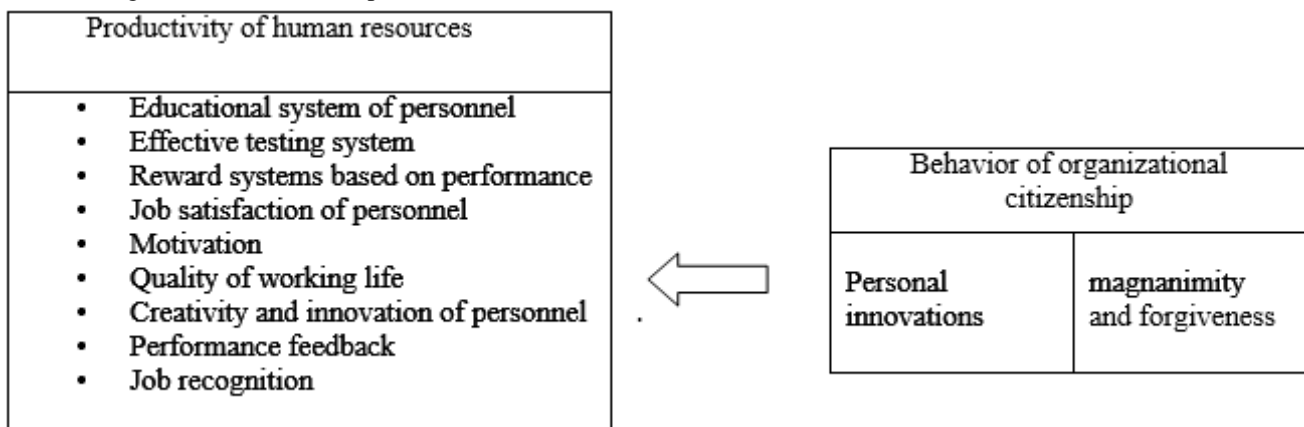 Productivity of human resources
• Educational system of personnel
• Effective testing system
• Reward systems based on performance
• Job satisfaction of personnel
• Motivation
• Quality of working life
• Creativity and innovation of personnel
• Performance feedback
• Job recognition
.
Behavior of organizational
citizenship
Personal
innovations
magnanimity
and forgiveness